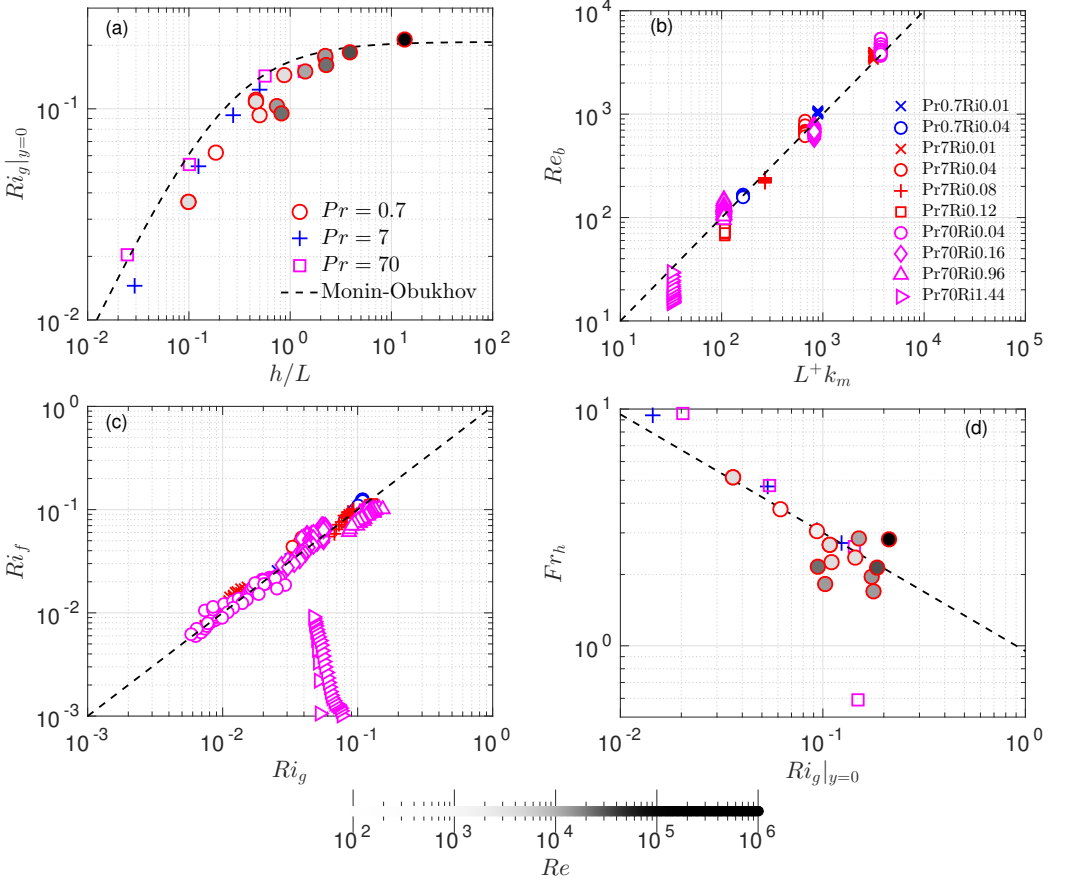 (a)
10^-1
10^-2
Ri_g|_{y=0}
10^-2 10^-1 10^0 10^1 10^2
h/L
Pr = 0.7
Pr = 7
Pr = 70
Monin-Obukhov
(b)
10^4
10^3
10^2
10^1
Re_b
10^1 10^2 10^3 10^4 10^5
L^+ k_m
Pr0.7Ri0.01
Pr0.7Ri0.04
Pr7Ri0.01
Pr7Ri0.04
Pr7Ri0.08
Pr7Ri0.12
Pr70Ri0.04
Pr70Ri0.16
Pr70Ri0.96
Pr70Ri1.44
(c)
10^0
10^-1
10^-2
10^-3
Ri_f
10^-3 10^-2 10^-1 10^0
Ri_g
(d)
10^1
10^0
Fr_h
10^-2 10^-1 10^0
Ri_g|_{y=0}
10^2 10^3 10^4 10^5 10^6
Re